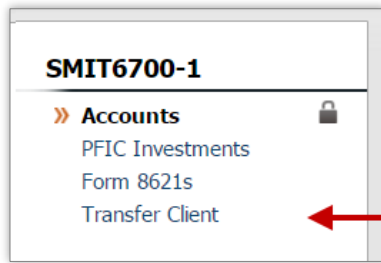 SMIT6700-1
» Accounts
PFIC Investments
Form 8621s
Transfer Client